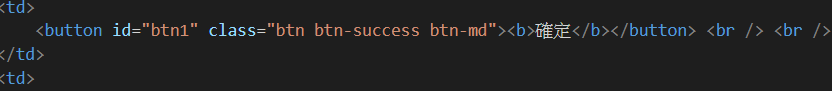 <td>
<button id="btn1" class="btn btn-success btn-md"><b>確定</b></button> <br /> <br />
</td>
<td>